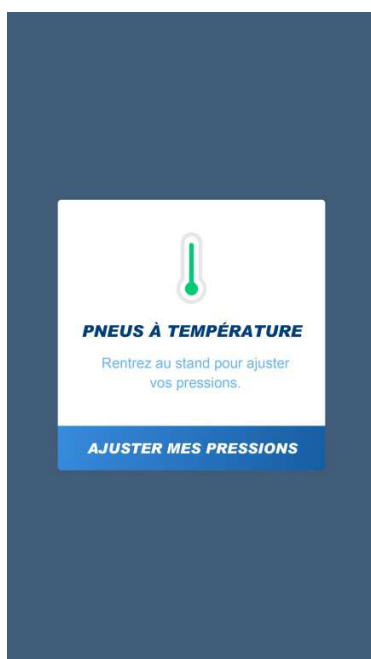 PNEUS À TEMPÉRATURE
Rentrez au stand pour ajuster
vos pressions.
AJUSTER MES PRESSIONS